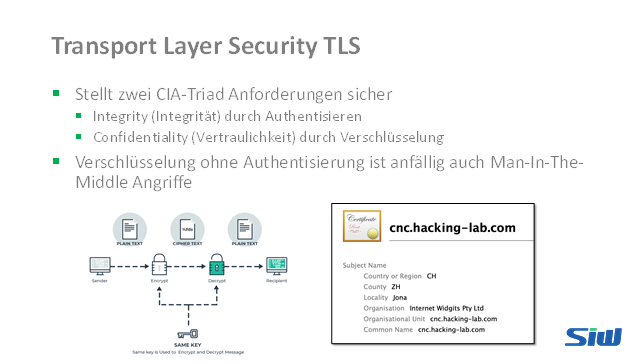 Transport Layer Security TLS
Stellt zwei CIA-Triad Anforderungen sicher
Integrity (Integrität) durch Authentisieren
Confidentiality (Vertraulichkeit) durch Verschlüsselung
Verschlüsselung ohne Authentisierung ist anfällig auch Man-In-The-
Middle Angriffe
PLAIN TEXT
CIPHER TEXT
PLAIN TEXT
Sender
Encrypt
Decrypt
Recipient
SAME KEY
Same key is Used to Encrypt and Decrypt Message
Certificate
cnc.hacking-lab.com
Subject Name
Country or Region CH
County ZH
Locality Jona
Organisation Internet Widgits Pty Ltd
Organisational Unit cnc.hacking-lab.com
Common Name cnc.hacking-lab.com
SIW